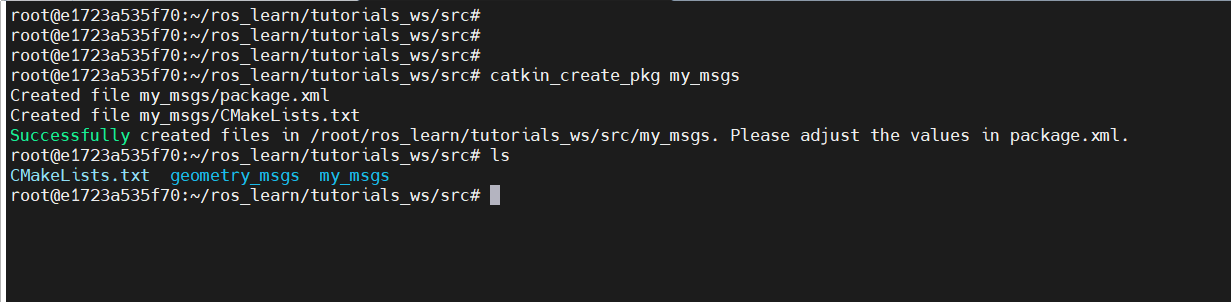 root@e1723a535f70:~/ros_learn/tutorials_ws/src#
root@e1723a535f70:~/ros_learn/tutorials_ws/src#
root@e1723a535f70:~/ros_learn/tutorials_ws/src#
root@e1723a535f70:~/ros_learn/tutorials_ws/src# catkin_create_pkg my_msgs
Created file my_msgs/package.xml
Created file my_msgs/CMakeLists.txt
Successfully created files in /root/ros_learn/tutorials_ws/src/my_msgs. Please adjust the values in package.xml.
root@e1723a535f70:~/ros_learn/tutorials_ws/src# ls
CMakeLists.txt  geometry_msgs  my_msgs
root@e1723a535f70:~/ros_learn/tutorials_ws/src#